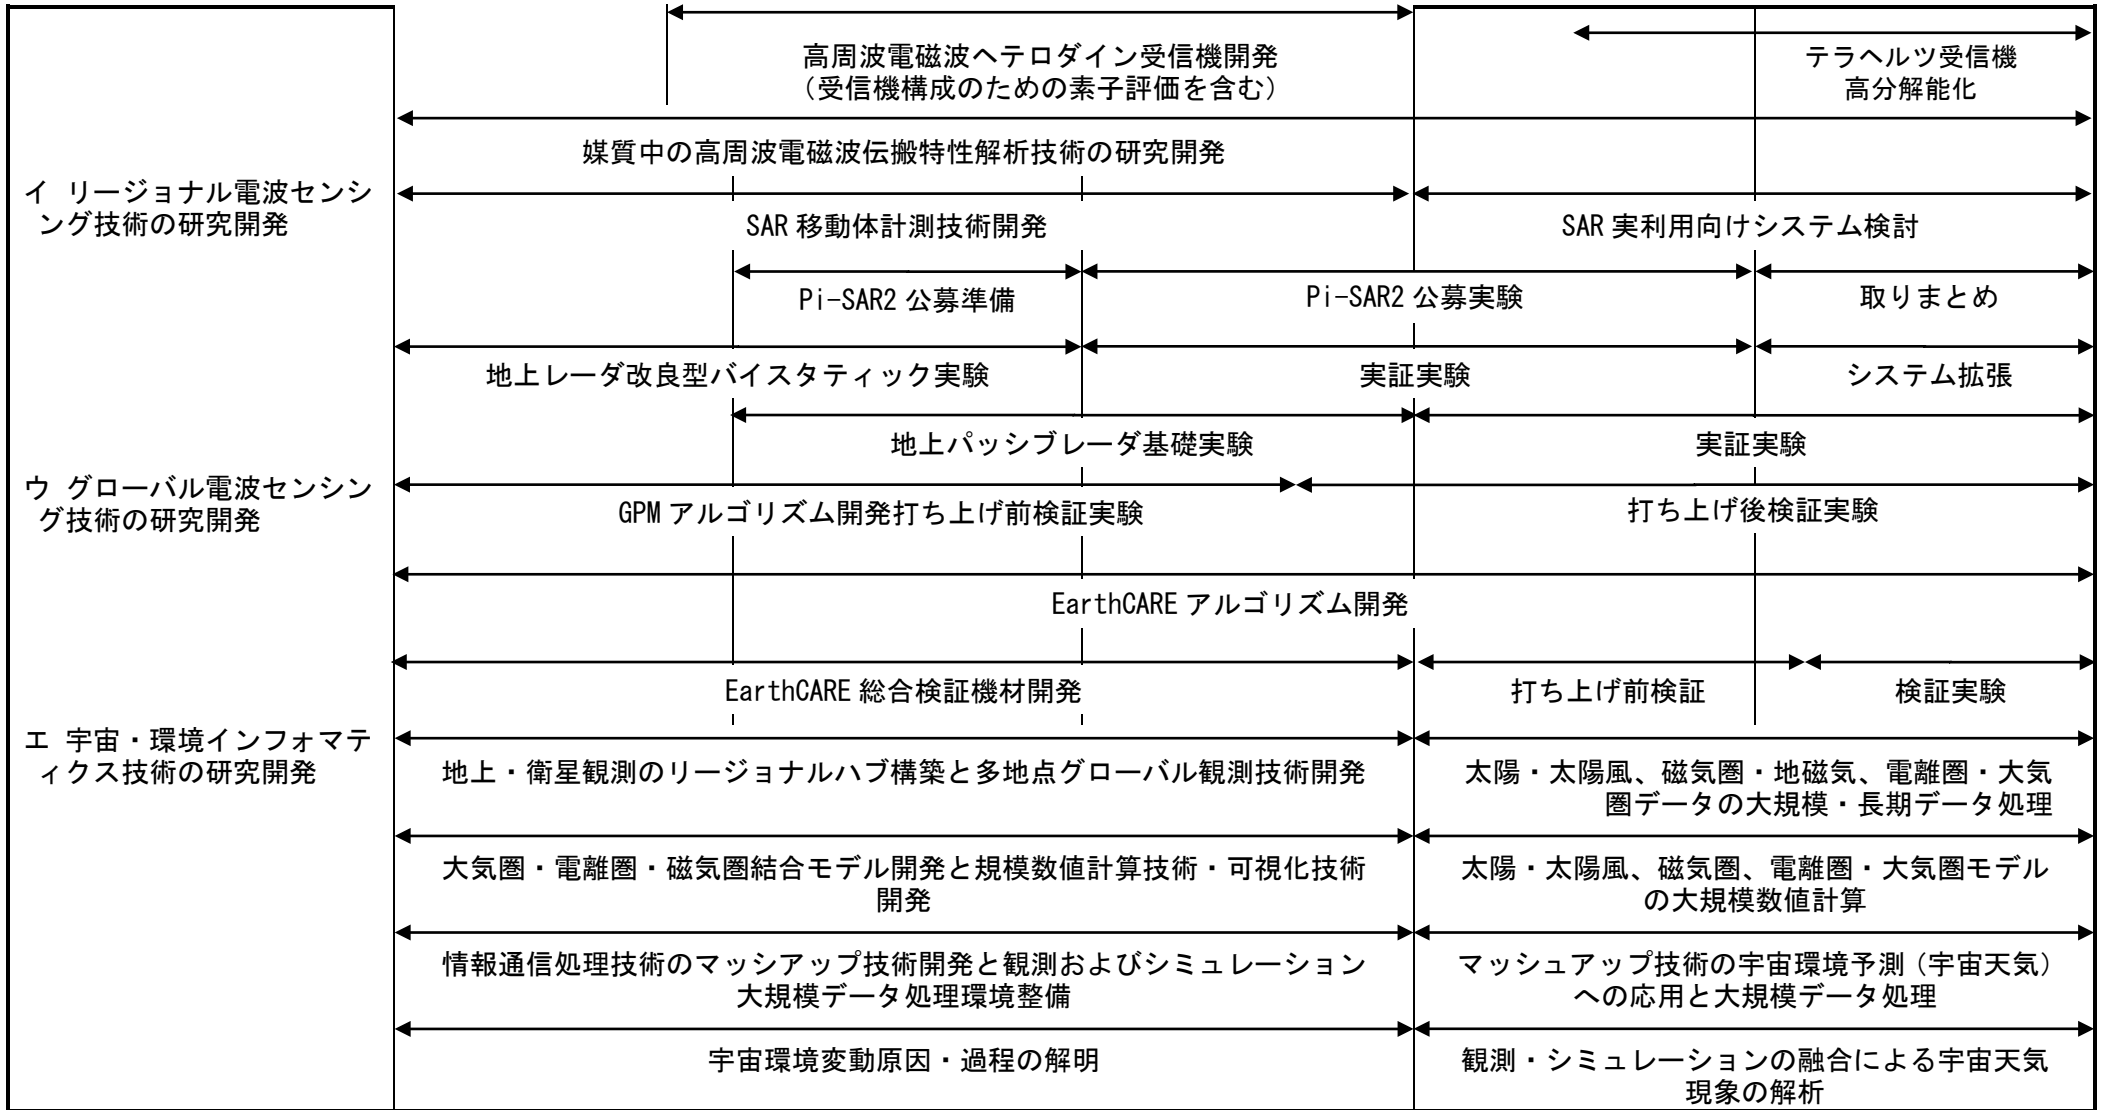 高周波電磁波ヘテロダイン受信機開発
（受信機構成のための素子評価を含む）
テラヘルツ受信機
高分解能化
媒質中の高周波電磁波伝搬特性解析技術の研究開発
イ リージョナル電波センシ
ング技術の研究開発
SAR 移動体計測技術開発
SAR 実利用向けシステム検討
Pi-SAR2 公募準備
Pi-SAR2 公募実験
取りまとめ
地上レーダ改良型バイスタティック実験
実証実験
システム拡張
地上パッシブレーダ基礎実験
実証実験
ウ グローバル電波センシン
グ技術の研究開発
GPM アルゴリズム開発打ち上げ前検証実験
打ち上げ後検証実験
EarthCARE アルゴリズム開発
EarthCARE 総合検証機材開発
打ち上げ前検証
検証実験
エ 宇宙・環境インフォマテ
ィクス技術の研究開発
地上・衛星観測のリージョナルハブ構築と多地点グローバル観測技術開発
太陽・太陽風、磁気圏・地磁気、電離圏・大気
圏データの大規模・長期データ処理
大気圏・電離圏・磁気圏結合モデル開発と規模数値計算技術・可視化技術
開発
太陽・太陽風、磁気圏、電離圏・大気圏モデル
の大規模数値計算
情報通信処理技術のマッシアップ技術開発と観測およびシミュレーション
大規模データ処理環境整備
マッシュアップ技術の宇宙環境予測（宇宙天気）
への応用と大規模データ処理
宇宙環境変動原因・過程の解明
観測・シミュレーションの融合による宇宙天気
現象の解析